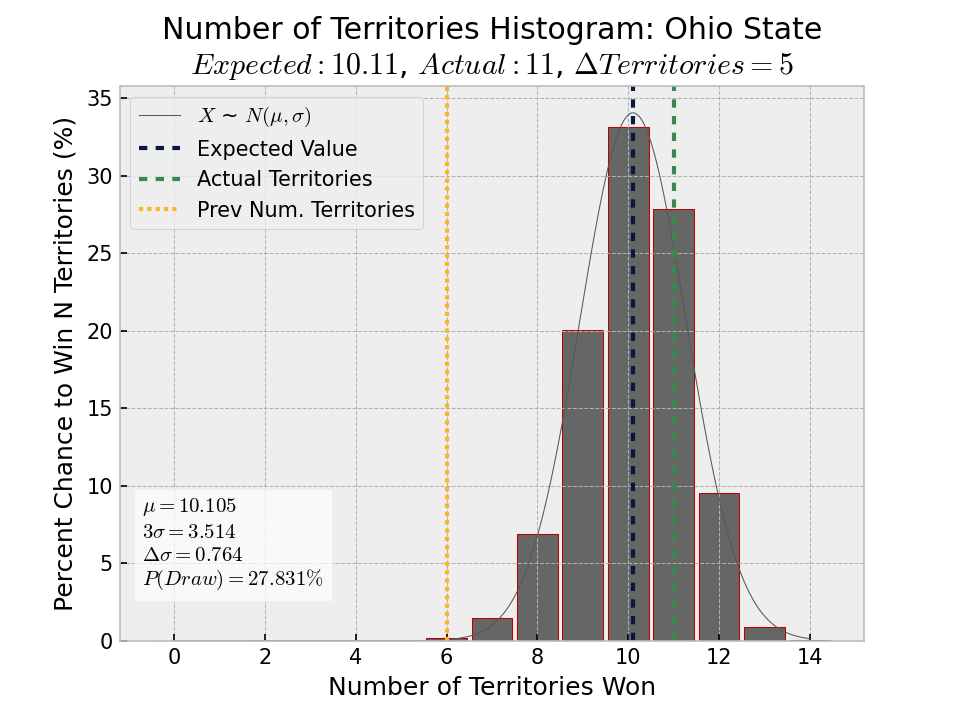 Number of Territories Histogram: Ohio State
Expected : 10.11, Actual : 11, ΔTerritories = 5
Percent Chance to Win N Territories (%)
35
30
25
20
15
10
5
0
X ~ N(μ, σ)
Expected Value
Actual Territories
Prev Num. Territories
μ = 10.105
3σ = 3.514
Δσ = 0.764
P(Draw) = 27.831%
0 2 4 6 8 10 12 14
Number of Territories Won